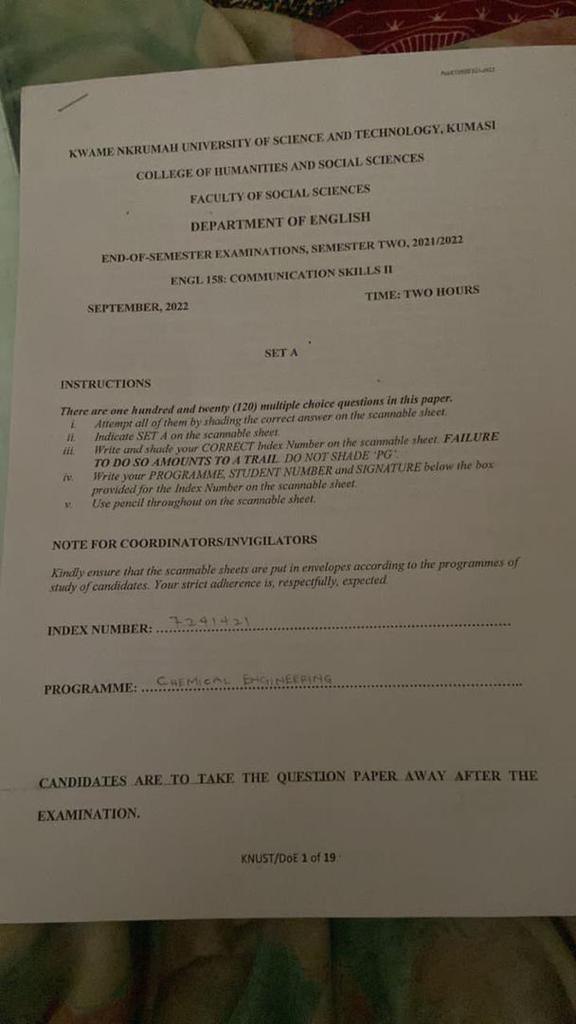 KWAME NKRUMAH UNIVERSITY OF SCIENCE AND TECHNOLOGY, KUMASI
COLLEGE OF HUMANITIES AND SOCIAL SCIENCES
FACULTY OF SOCIAL SCIENCES
DEPARTMENT OF ENGLISH
END-OF-SEMESTER EXAMINATIONS, SEMESTER TWO, 2021/2022
ENGL 158: COMMUNICATION SKILLS II
SEPTEMBER, 2022 TIME: TWO HOURS
SET A
INSTRUCTIONS
There are one hundred and twenty (120) multiple choice questions in this paper.
i. Attempt all of them by shading the correct answer on the scannable sheet.
ii. Indicate SET A on the scannable sheet.
iii. Write and shade your CORRECT Index Number on the scannable sheet. FAILURE
TO DO SO AMOUNTS TO A TRAIL. DO NOT SHADE 'PG'.
iv. Write your PROGRAMME, STUDENT NUMBER and SIGNATURE below the box
provided for the Index Number on the scannable sheet.
v. Use pencil throughout on the scannable sheet.
NOTE FOR COORDINATORS/INVIGILATORS
Kindly ensure that the scannable sheets are put in envelopes according to the programmes of
study of candidates. Your strict adherence is, respectfully, expected.
INDEX NUMBER: 7241421
PROGRAMME: CHEMICAL ENGINEERING
CANDIDATES ARE TO TAKE THE QUESTION PAPER AWAY AFTER THE
EXAMINATION.
KNUST/DoE 1 of 19